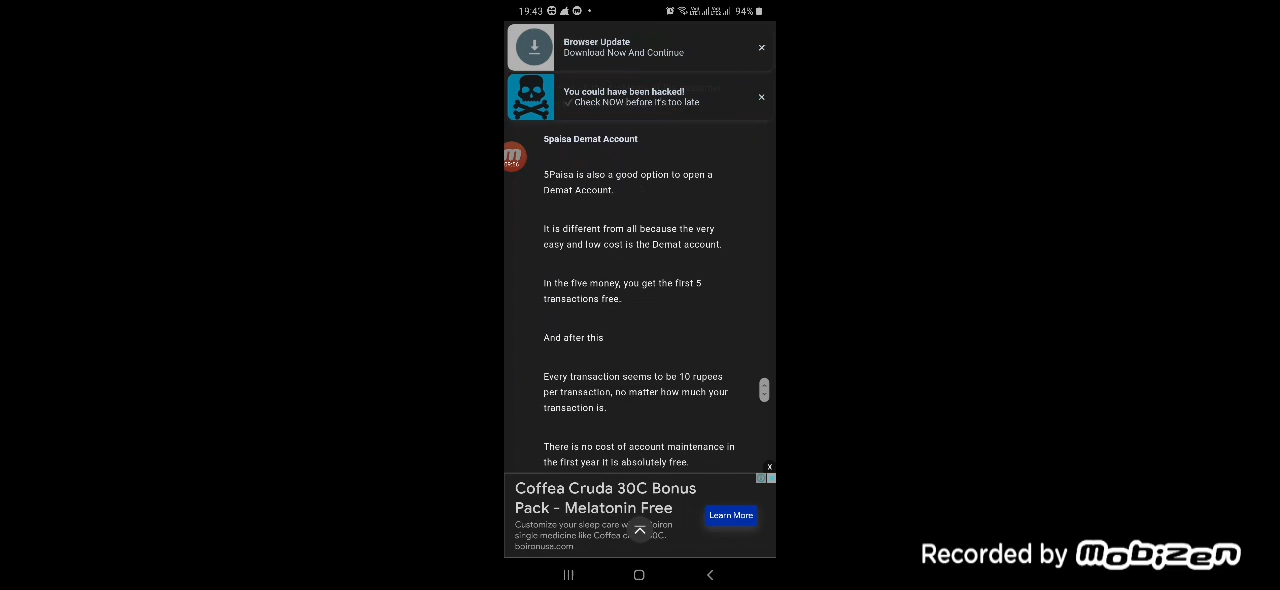 19:43
94%
Browser Update
Download Now And Continue
You could have been hacked!
✓ Check NOW before it's too late
09:56
5paisa Demat Account
5Paisa is also a good option to open a
Demat Account.
It is different from all because the very
easy and low cost is the Demat account.
In the five money, you get the first 5
transactions free.
And after this
Every transaction seems to be 10 rupees
per transaction, no matter how much your
transaction is.
There is no cost of account maintenance in
the first year it is absolutely free.
X
Coffea Cruda 30C Bonus
Pack - Melatonin Free
Learn More
Customize your sleep care
single medicine like Coffea
boironusa.com
Recorded by mobizen